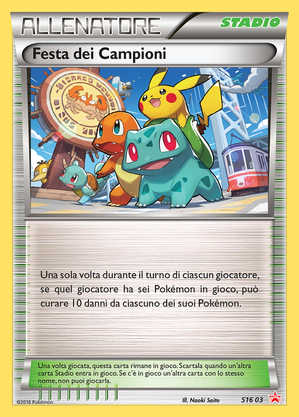 ALLENATORE STADIO
Festa dei Campioni
Una sola volta durante il turno di ciascun giocatore,
se quel giocatore ha sei Pokémon in gioco, può
curare 10 danni da ciascuno dei suoi Pokémon.
Una volta giocata, questa carta rimane in gioco. Scartala quando un'altra
carta Stadio entra in gioco. Se c'è in gioco un'altra carta con lo stesso
nome, non puoi giocarla.
©2016 Pokémon
Ill. Naoki Saito
S16 03